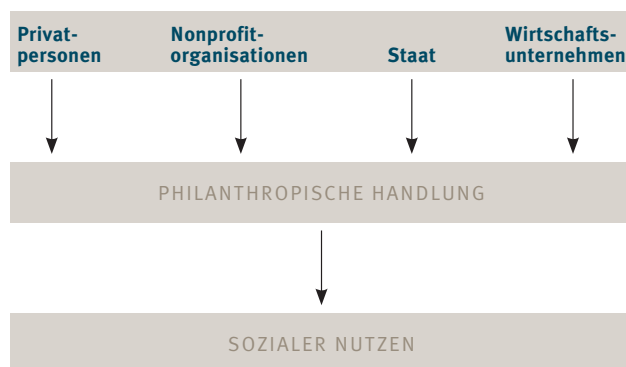 Privat-
personen
Nonprofit-
organisationen
Staat
Wirtschafts-
unternehmen
PHILANTHROPISCHE HANDLUNG
SOZIALER NUTZEN